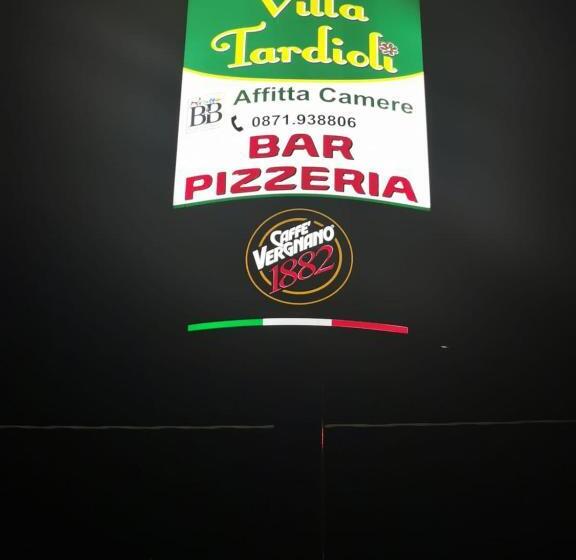 Villa
Tardioli
BB
Affitta Camere
0871.938806
BAR
PIZZERIA
CAFFÈ
VERGNANO
1882